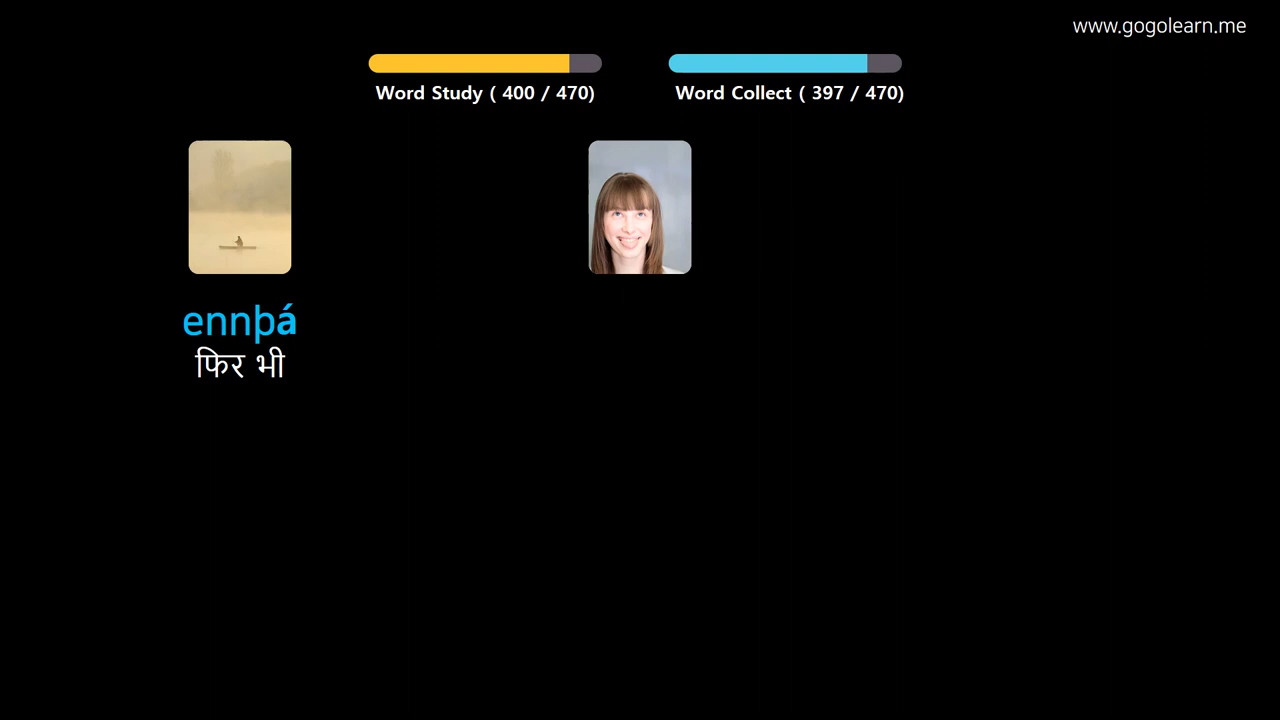 www.gogolearn.me
Word Study ( 400 / 470)
Word Collect ( 397 / 470)
ennþá
फिर भी